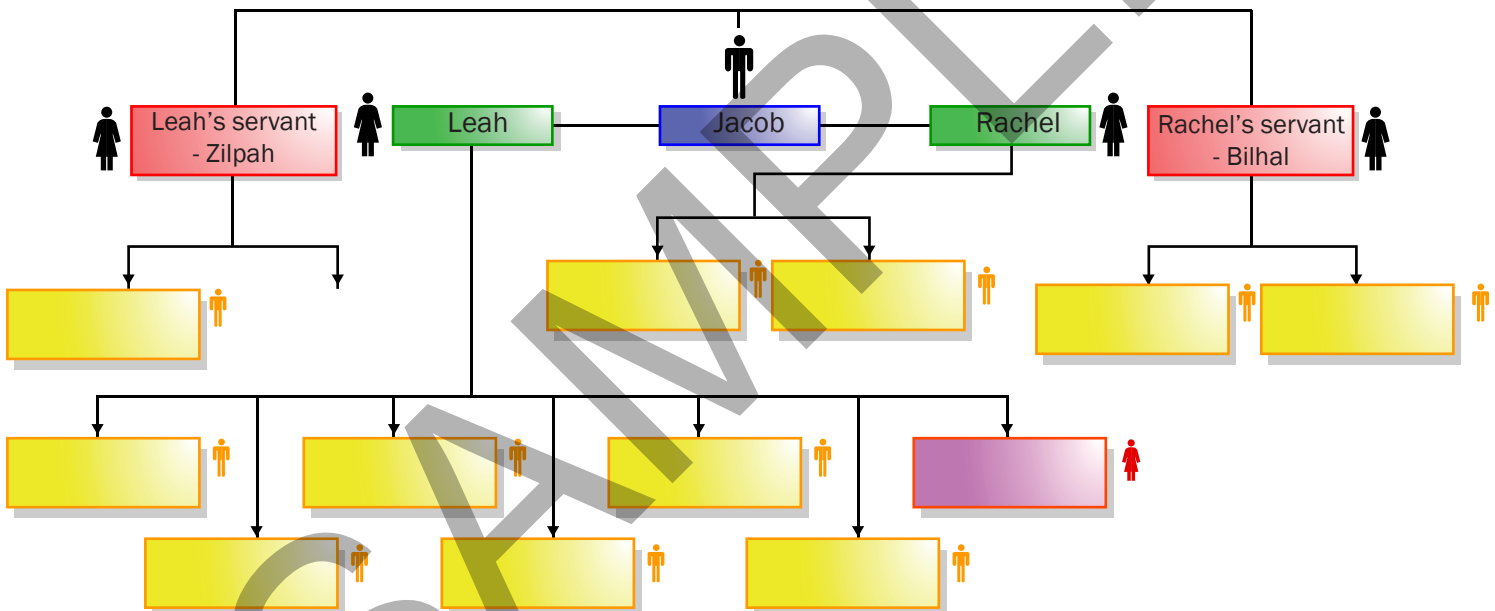 Leah's servant
- Zilpah
Leah
Jacob
Rachel
Rachel's servant
- Bilhal
SAMPLE